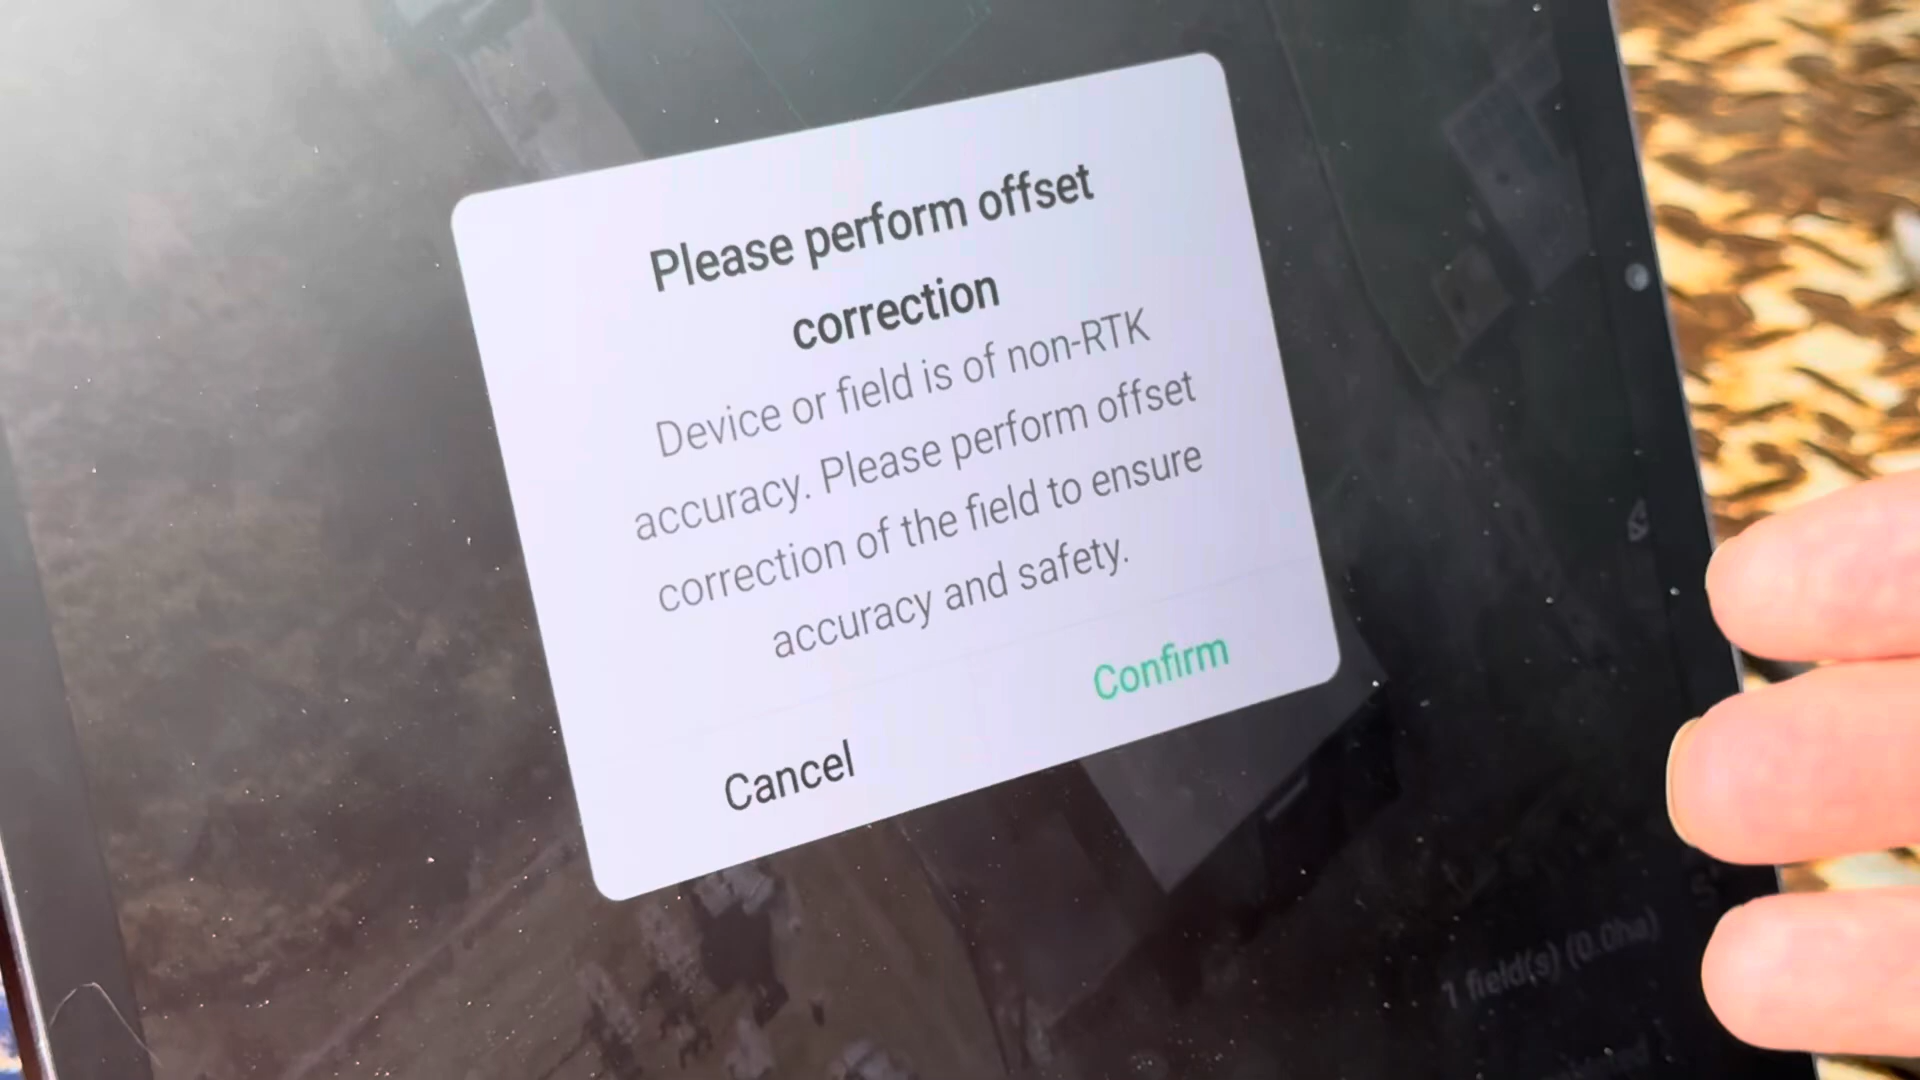 Please perform offset
correction
Device or field is of non-RTK
accuracy. Please perform offset
correction of the field to ensure
accuracy and safety.
Cancel
Confirm
1 field(s) (0.0ha)